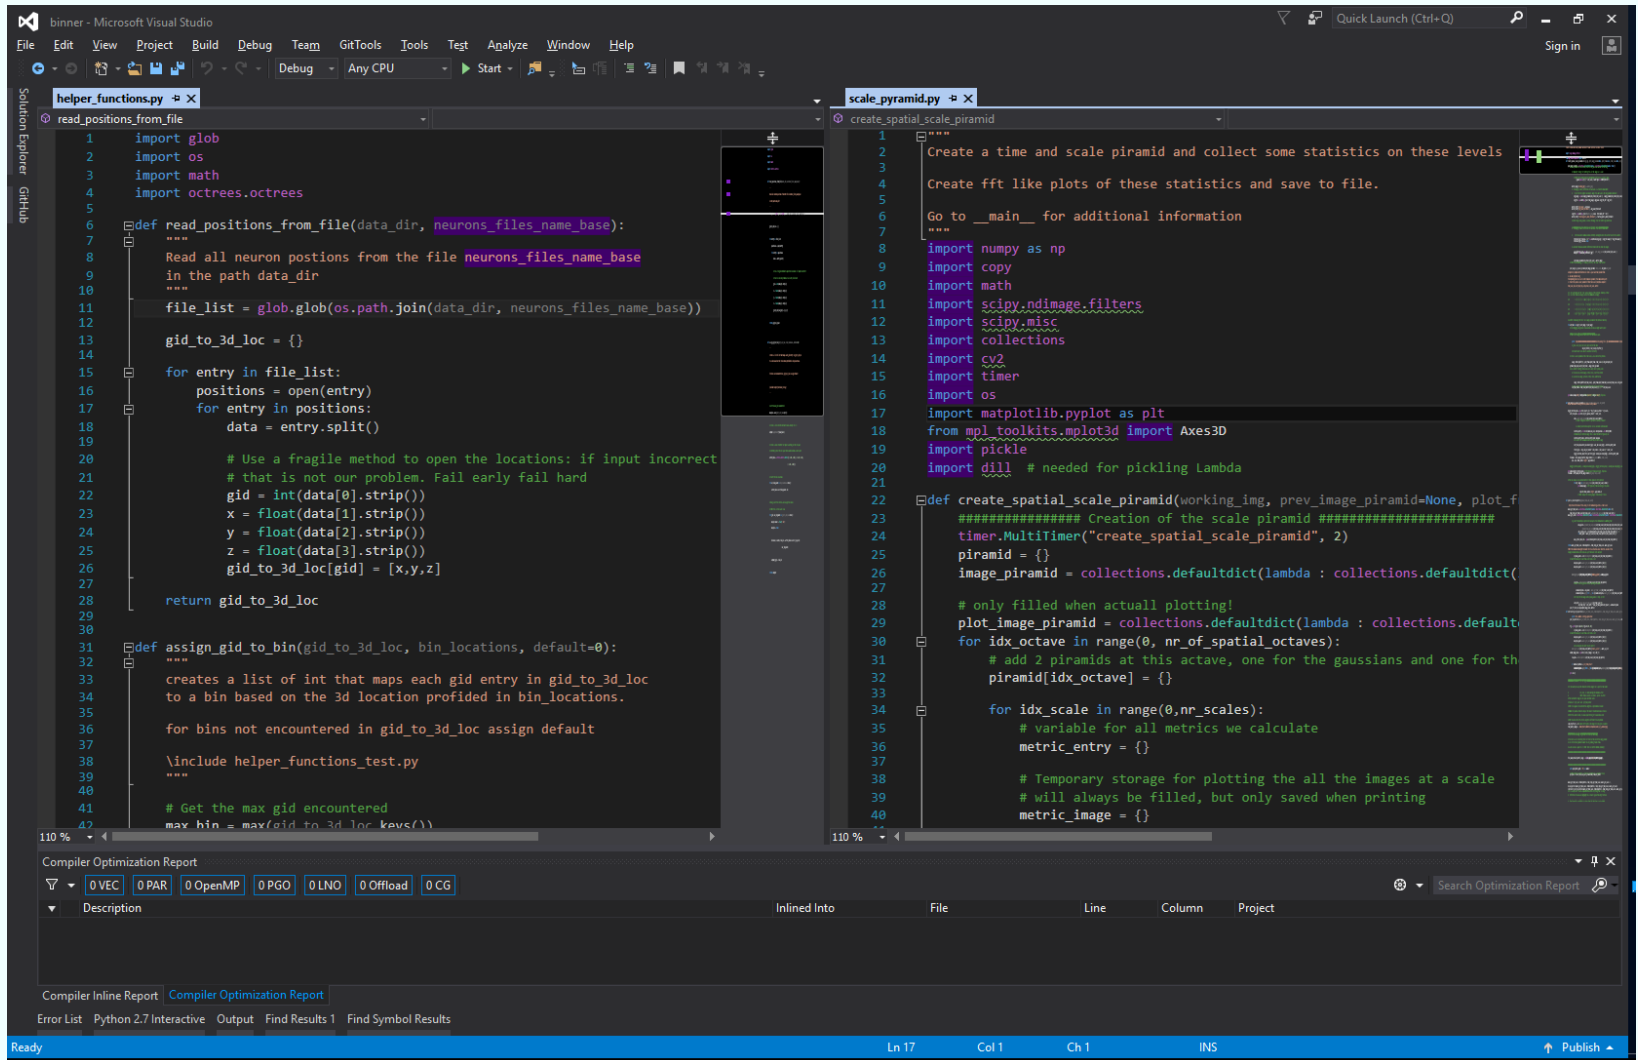 binner - Microsoft Visual Studio
Quick Launch (Ctrl+Q)
File Edit View Project Build Debug Team GitTools Tools Test Analyze Window Help
Sign in
Debug Any CPU Start
Solution Explorer
GitHub
helper_functions.py
read_positions_from_file
1 import glob
2 import os
3 import math
4 import octrees.octrees
5
6 def read_positions_from_file(data_dir, neurons_files_name_base):
7 """
8 Read all neuron postions from the file neurons_files_name_base
9 in the path data_dir
10 """
11 file_list = glob.glob(os.path.join(data_dir, neurons_files_name_base))
12
13 gid_to_3d_loc = {}
14
15 for entry in file_list:
16 positions = open(entry)
17 for entry in positions:
18 data = entry.split()
19
20 # Use a fragile method to open the locations: if input incorrect
21 # that is not our problem. Fail early fail hard
22 gid = int(data[0].strip())
23 x = float(data[1].strip())
24 y = float(data[2].strip())
25 z = float(data[3].strip())
26 gid_to_3d_loc[gid] = [x,y,z]
27
28 return gid_to_3d_loc
29
30
31 def assign_gid_to_bin(gid_to_3d_loc, bin_locations, default=0):
32 """
33 creates a list of int that maps each gid entry in gid_to_3d_loc
34 to a bin based on the 3d location profided in bin_locations.
35
36 for bins not encountered in gid_to_3d_loc assign default
37
38 \include helper_functions_test.py
39 """
40
41 # Get the max gid encountered
42 max_bin = max(gid_to_3d_loc.keys())
110 %
scale_pyramid.py
create_spatial_scale_piramid
1 """
2 Create a time and scale piramid and collect some statistics on these levels
3
4 Create fft like plots of these statistics and save to file.
5
6 Go to __main__ for additional information
7 """
8 import numpy as np
9 import copy
10 import math
11 import scipy.ndimage.filters
12 import scipy.misc
13 import collections
14 import cv2
15 import timer
16 import os
17 import matplotlib.pyplot as plt
18 from mpl_toolkits.mplot3d import Axes3D
19 import pickle
20 import dill # needed for pickling Lambda
21
22 def create_spatial_scale_piramid(working_img, prev_image_piramid=None, plot_f
23 ################ Creation of the scale piramid #######################
24 timer.MultiTimer("create_spatial_scale_piramid", 2)
25 piramid = {}
26 image_piramid = collections.defaultdict(lambda : collections.defaultdict(
27
28 # only filled when actuall plotting!
29 plot_image_piramid = collections.defaultdict(lambda : collections.default
30 for idx_octave in range(0, nr_of_spatial_octaves):
31 # add 2 piramids at this actave, one for the gaussians and one for th
32 piramid[idx_octave] = {}
33
34 for idx_scale in range(0,nr_scales):
35 # variable for all metrics we calculate
36 metric_entry = {}
37
38 # Temporary storage for plotting the all the images at a scale
39 # will always be filled, but only saved when printing
40 metric_image = {}
110 %
Compiler Optimization Report
0 VEC 0 PAR 0 OpenMP 0 PGO 0 LNO 0 Offload 0 CG
Search Optimization Report
Description Inlined Into File Line Column Project
Compiler Inline Report Compiler Optimization Report
Error List Python 2.7 Interactive Output Find Results 1 Find Symbol Results
Ready Ln 17 Col 1 Ch 1 INS Publish